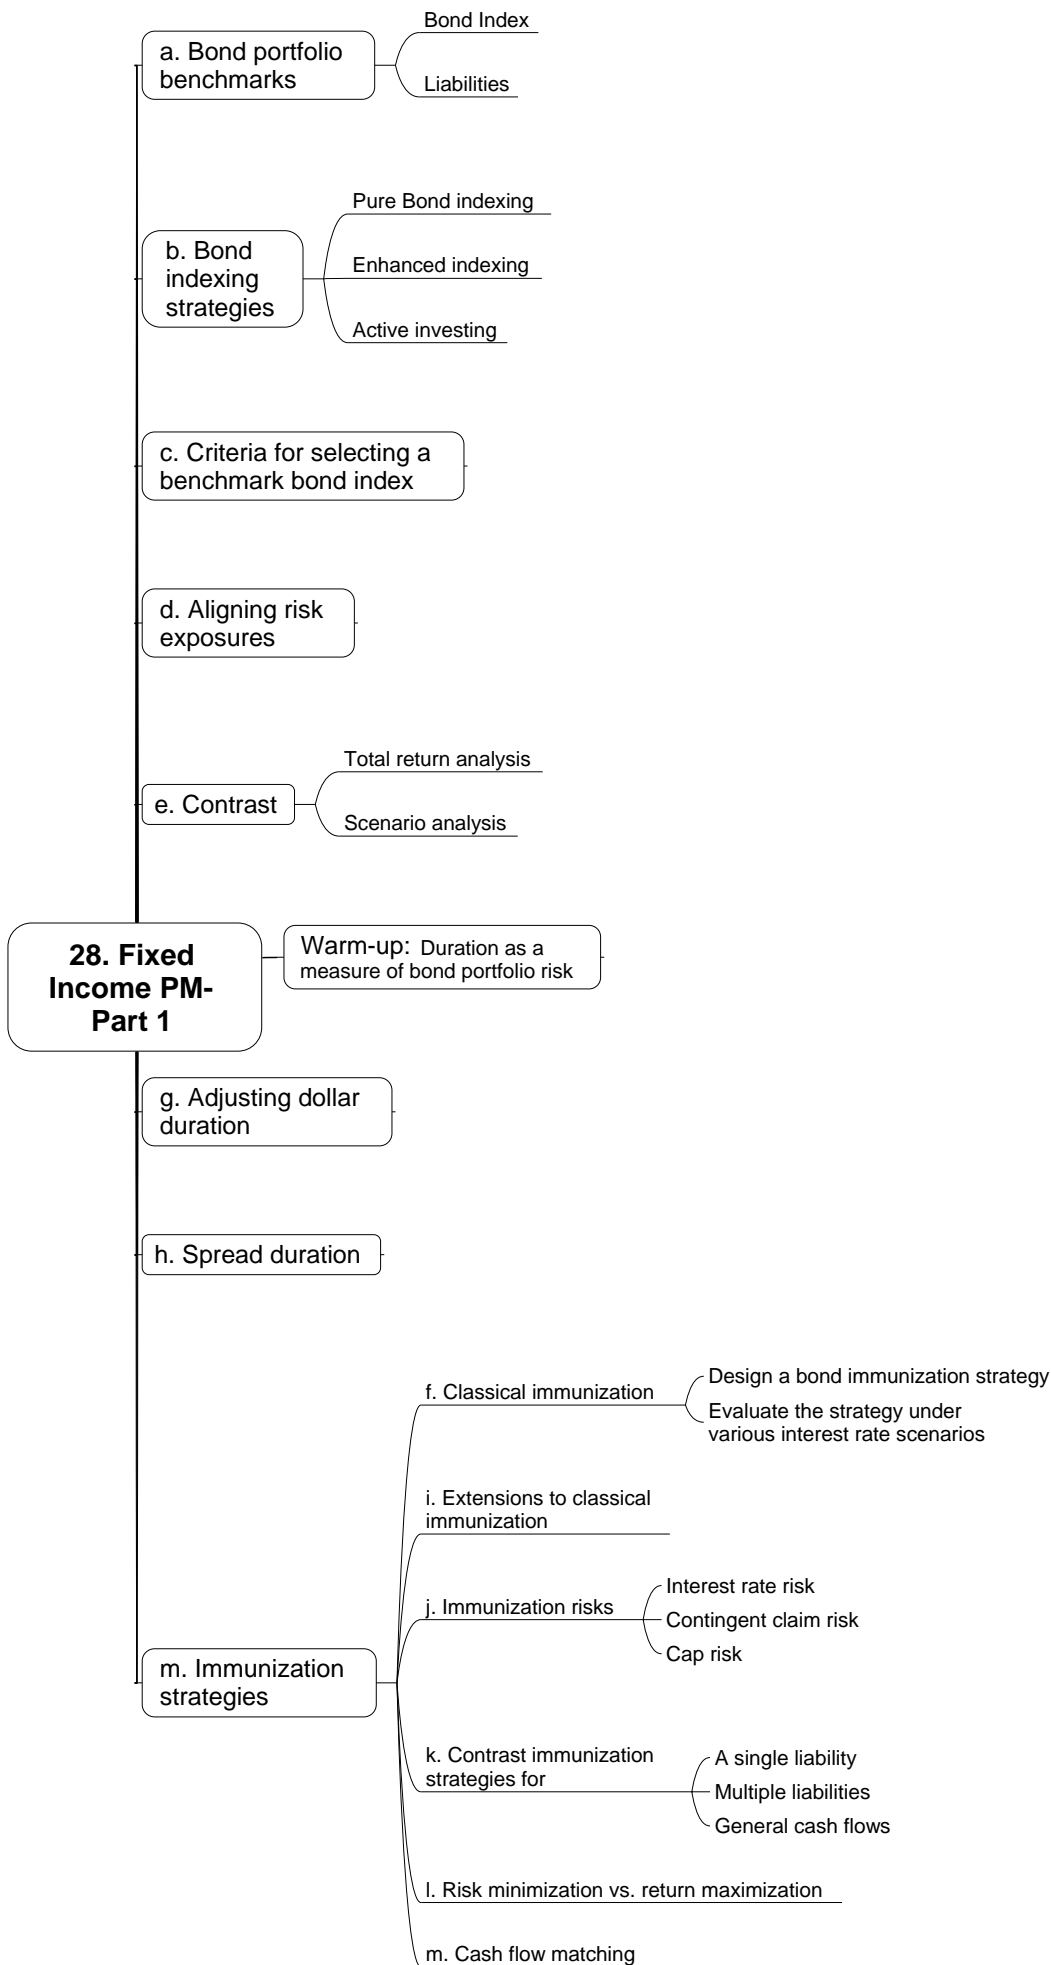 Bond Index
a. Bond portfolio
benchmarks
Liabilities
Pure Bond indexing
b. Bond
indexing
strategies
Enhanced indexing
Active investing
c. Criteria for selecting a
benchmark bond index
d. Aligning risk
exposures
Total return analysis
e. Contrast
Scenario analysis
28. Fixed
Income PM-
Part 1
Warm-up: Duration as a
measure of bond portfolio risk
g. Adjusting dollar
duration
h. Spread duration
f. Classical immunization
Design a bond immunization strategy
Evaluate the strategy under
various interest rate scenarios
i. Extensions to classical
immunization
j. Immunization risks
Interest rate risk
Contingent claim risk
Cap risk
m. Immunization
strategies
k. Contrast immunization
strategies for
A single liability
Multiple liabilities
General cash flows
l. Risk minimization vs. return maximization
m. Cash flow matching